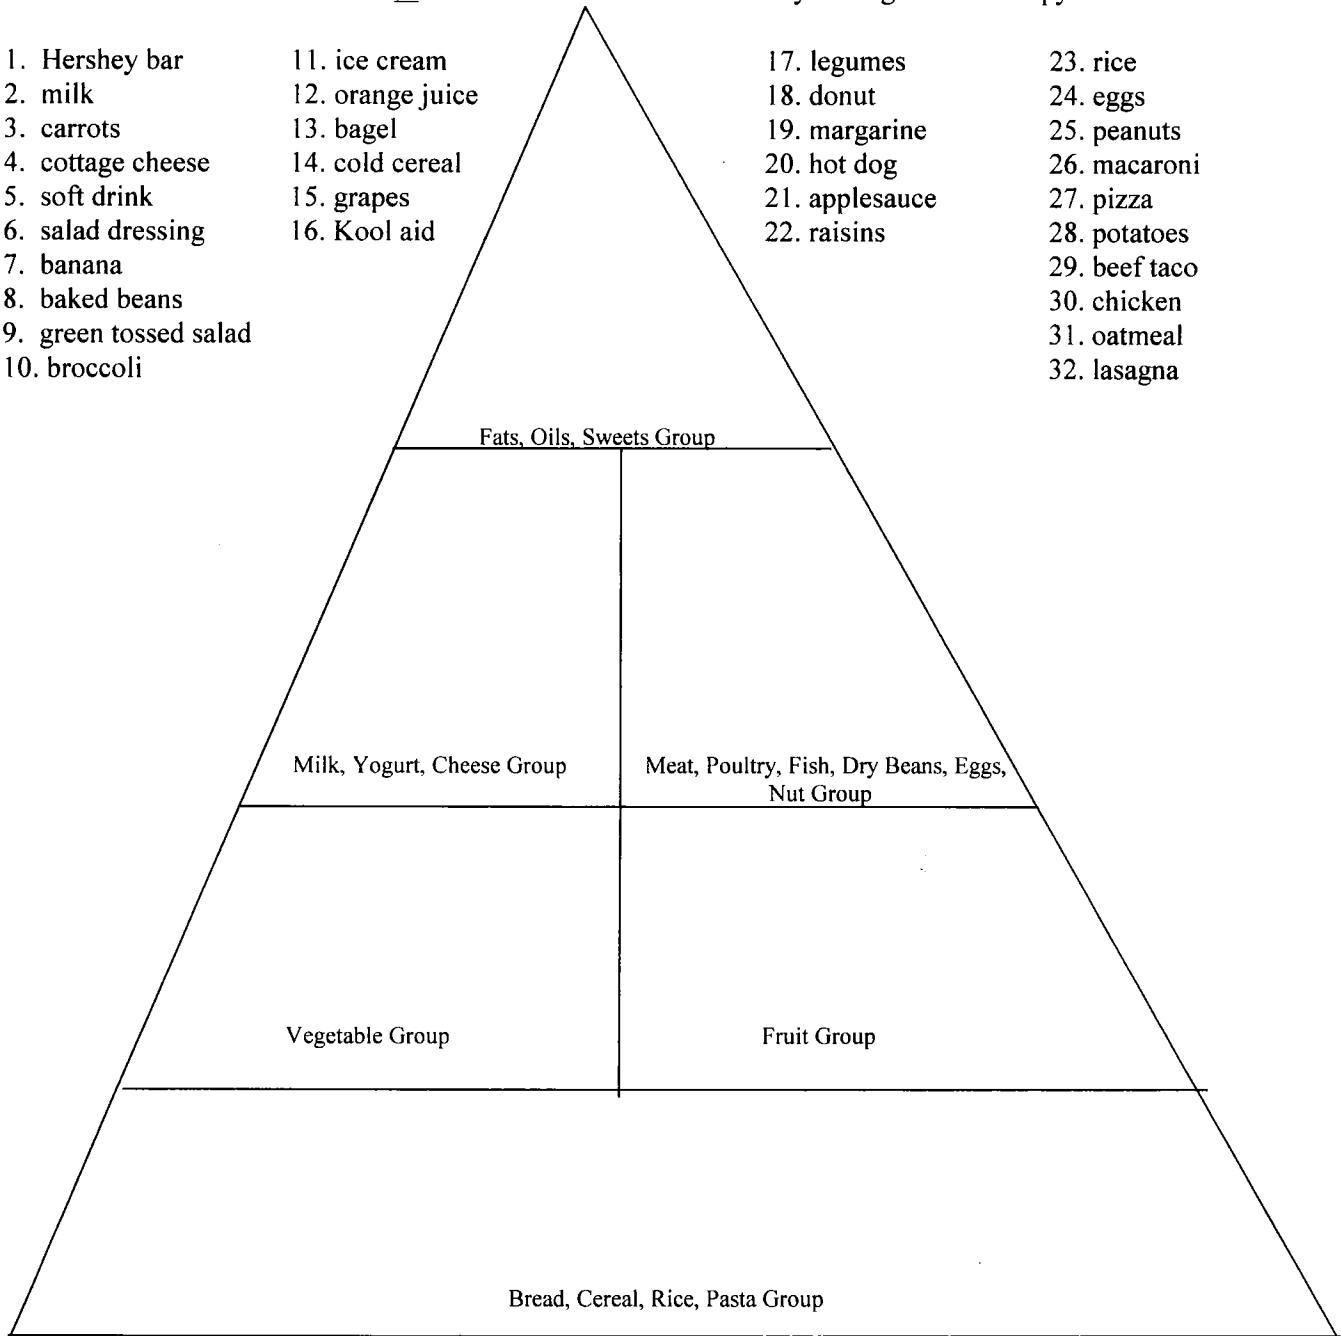 1. Hershey bar
2. milk
3. carrots
4. cottage cheese
5. soft drink
6. salad dressing
7. banana
8. baked beans
9. green tossed salad
10. broccoli
11. ice cream
12. orange juice
13. bagel
14. cold cereal
15. grapes
16. Kool aid
17. legumes
18. donut
19. margarine
20. hot dog
21. applesauce
22. raisins
23. rice
24. eggs
25. peanuts
26. macaroni
27. pizza
28. potatoes
29. beef taco
30. chicken
31. oatmeal
32. lasagna
Fats, Oils, Sweets Group
Milk, Yogurt, Cheese Group
Meat, Poultry, Fish, Dry Beans, Eggs,
Nut Group
Vegetable Group
Fruit Group
Bread, Cereal, Rice, Pasta Group